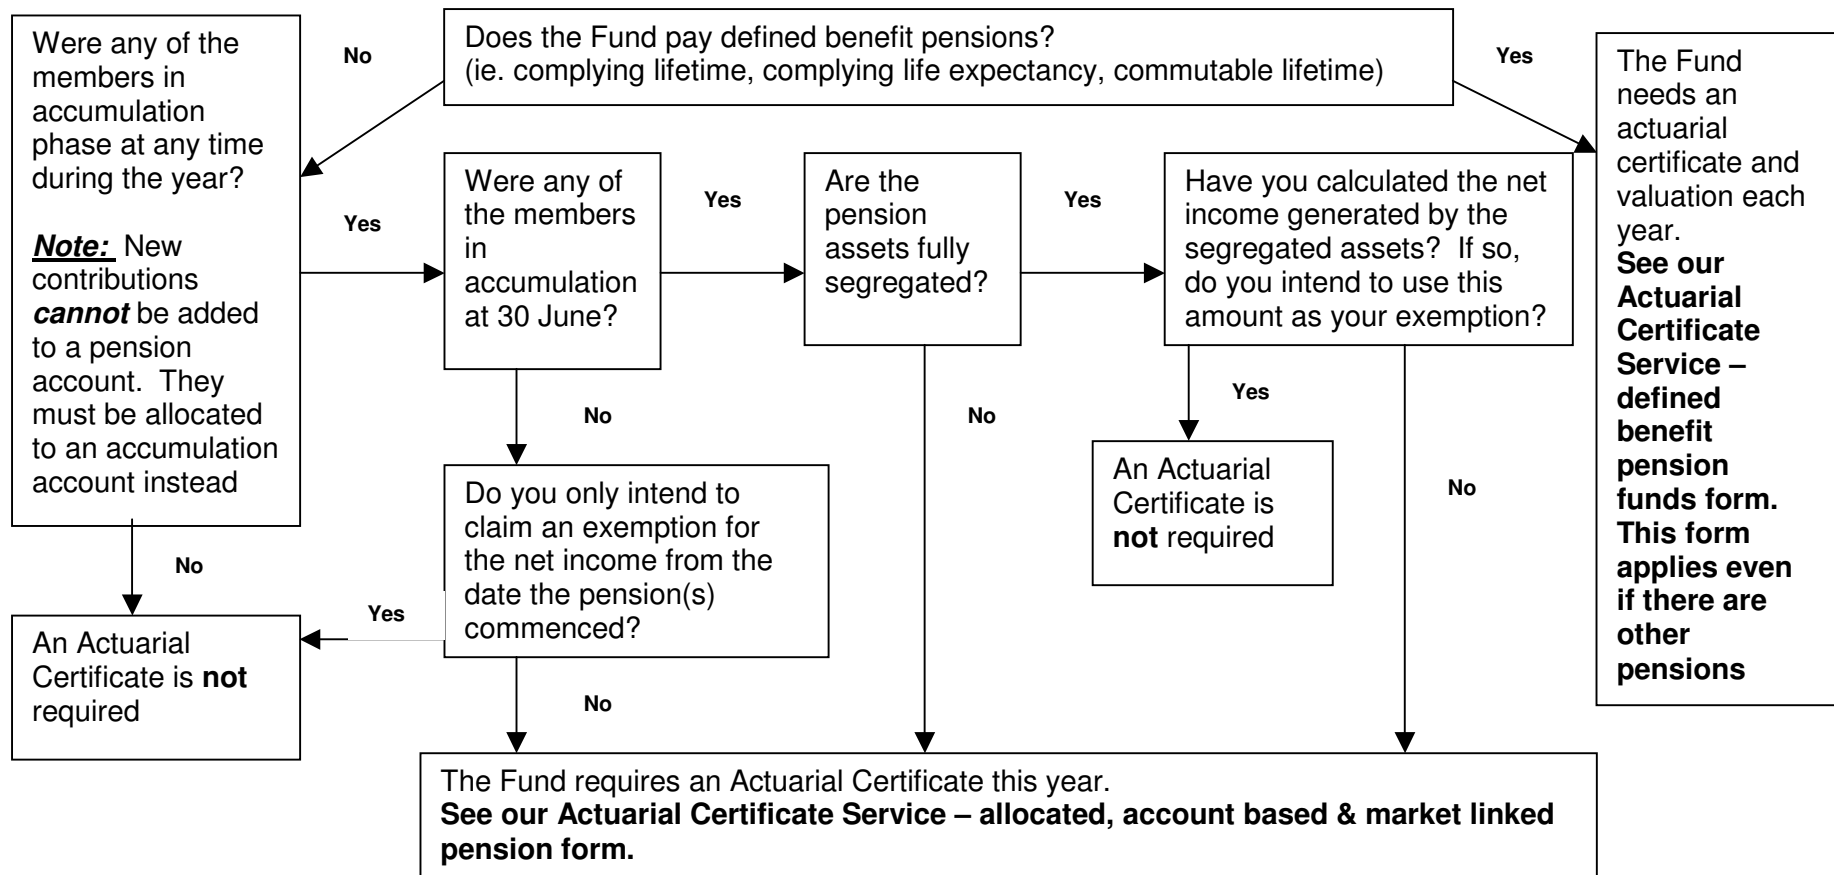 Does the Fund pay defined benefit pensions?
(ie. complying lifetime, complying life expectancy, commutable lifetime)
No
Yes
Were any of the
members in
accumulation
phase at any time
during the year?
Note: New
contributions
cannot be added
to a pension
account. They
must be allocated
to an accumulation
account instead
Yes
No
Were any of
the members
in
accumulation
at 30 June?
Yes
No
Are the
pension
assets fully
segregated?
Yes
No
Have you calculated the net
income generated by the
segregated assets? If so,
do you intend to use this
amount as your exemption?
Yes
No
The Fund
needs an
actuarial
certificate and
valuation each
year.
See our
Actuarial
Certificate
Service –
defined
benefit
pension
funds form.
This form
applies even
if there are
other
pensions
An Actuarial
Certificate is
not required
Do you only intend to
claim an exemption for
the net income from the
date the pension(s)
commenced?
Yes
No
An Actuarial
Certificate is not
required
The Fund requires an Actuarial Certificate this year.
See our Actuarial Certificate Service – allocated, account based & market linked
pension form.